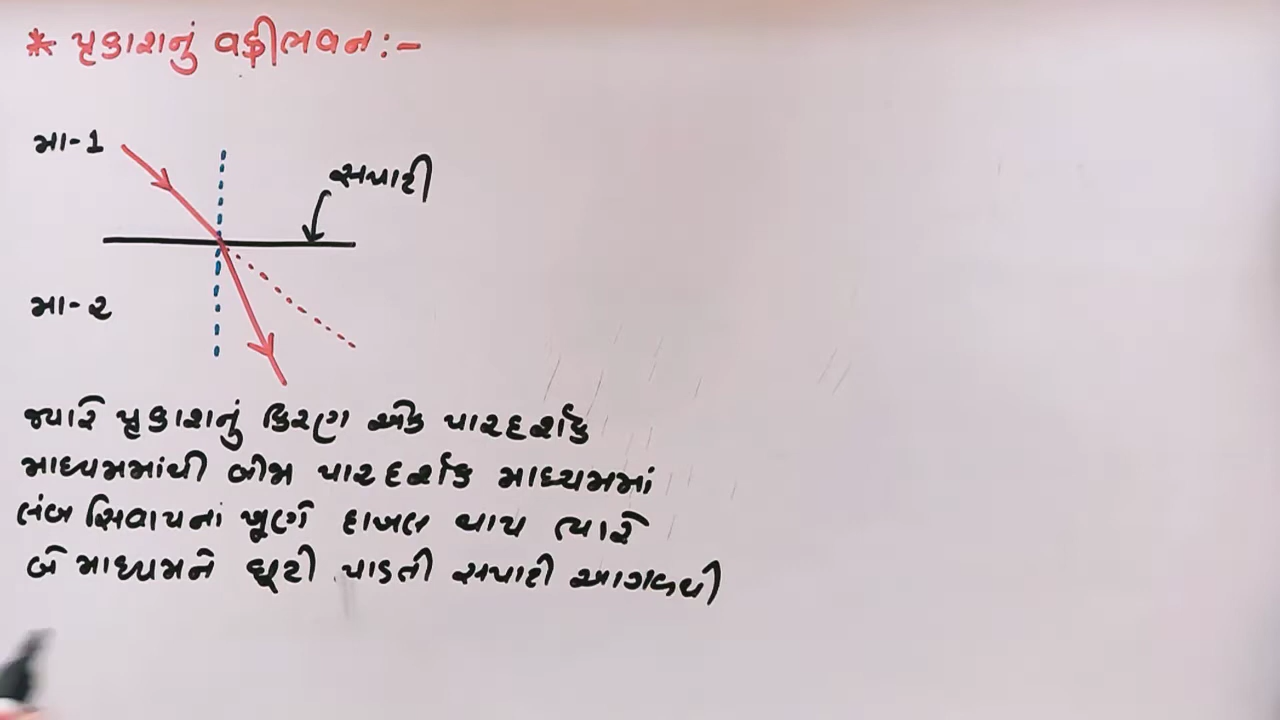 * પ્રકાશનું વક્રીભવન:-
મા-1
સપાટી
મા-૨
જ્યારે પ્રકાશનું કિરણ એક પારદર્શક
માધ્યમમાંથી બીજા પારદર્શક માધ્યમમાં
લંબ સિવાયનાં ખૂણે દાખલ થાય ત્યારે
બે માધ્યમને છૂટી પાડતી સપાટી આગળથી